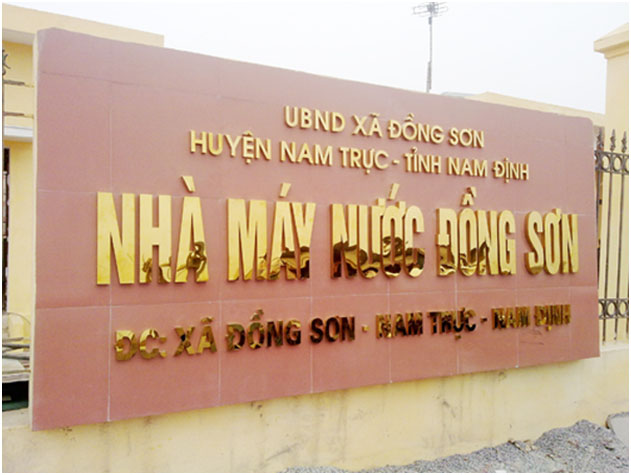 UBND XÃ ĐỒNG SƠN
HUYỆN NAM TRỰC - TỈNH NAM ĐỊNH
NHÀ MÁY NƯỚC ĐỒNG SƠN
ĐC: XÃ ĐỒNG SƠN - NAM TRỰC - NAM ĐỊNH